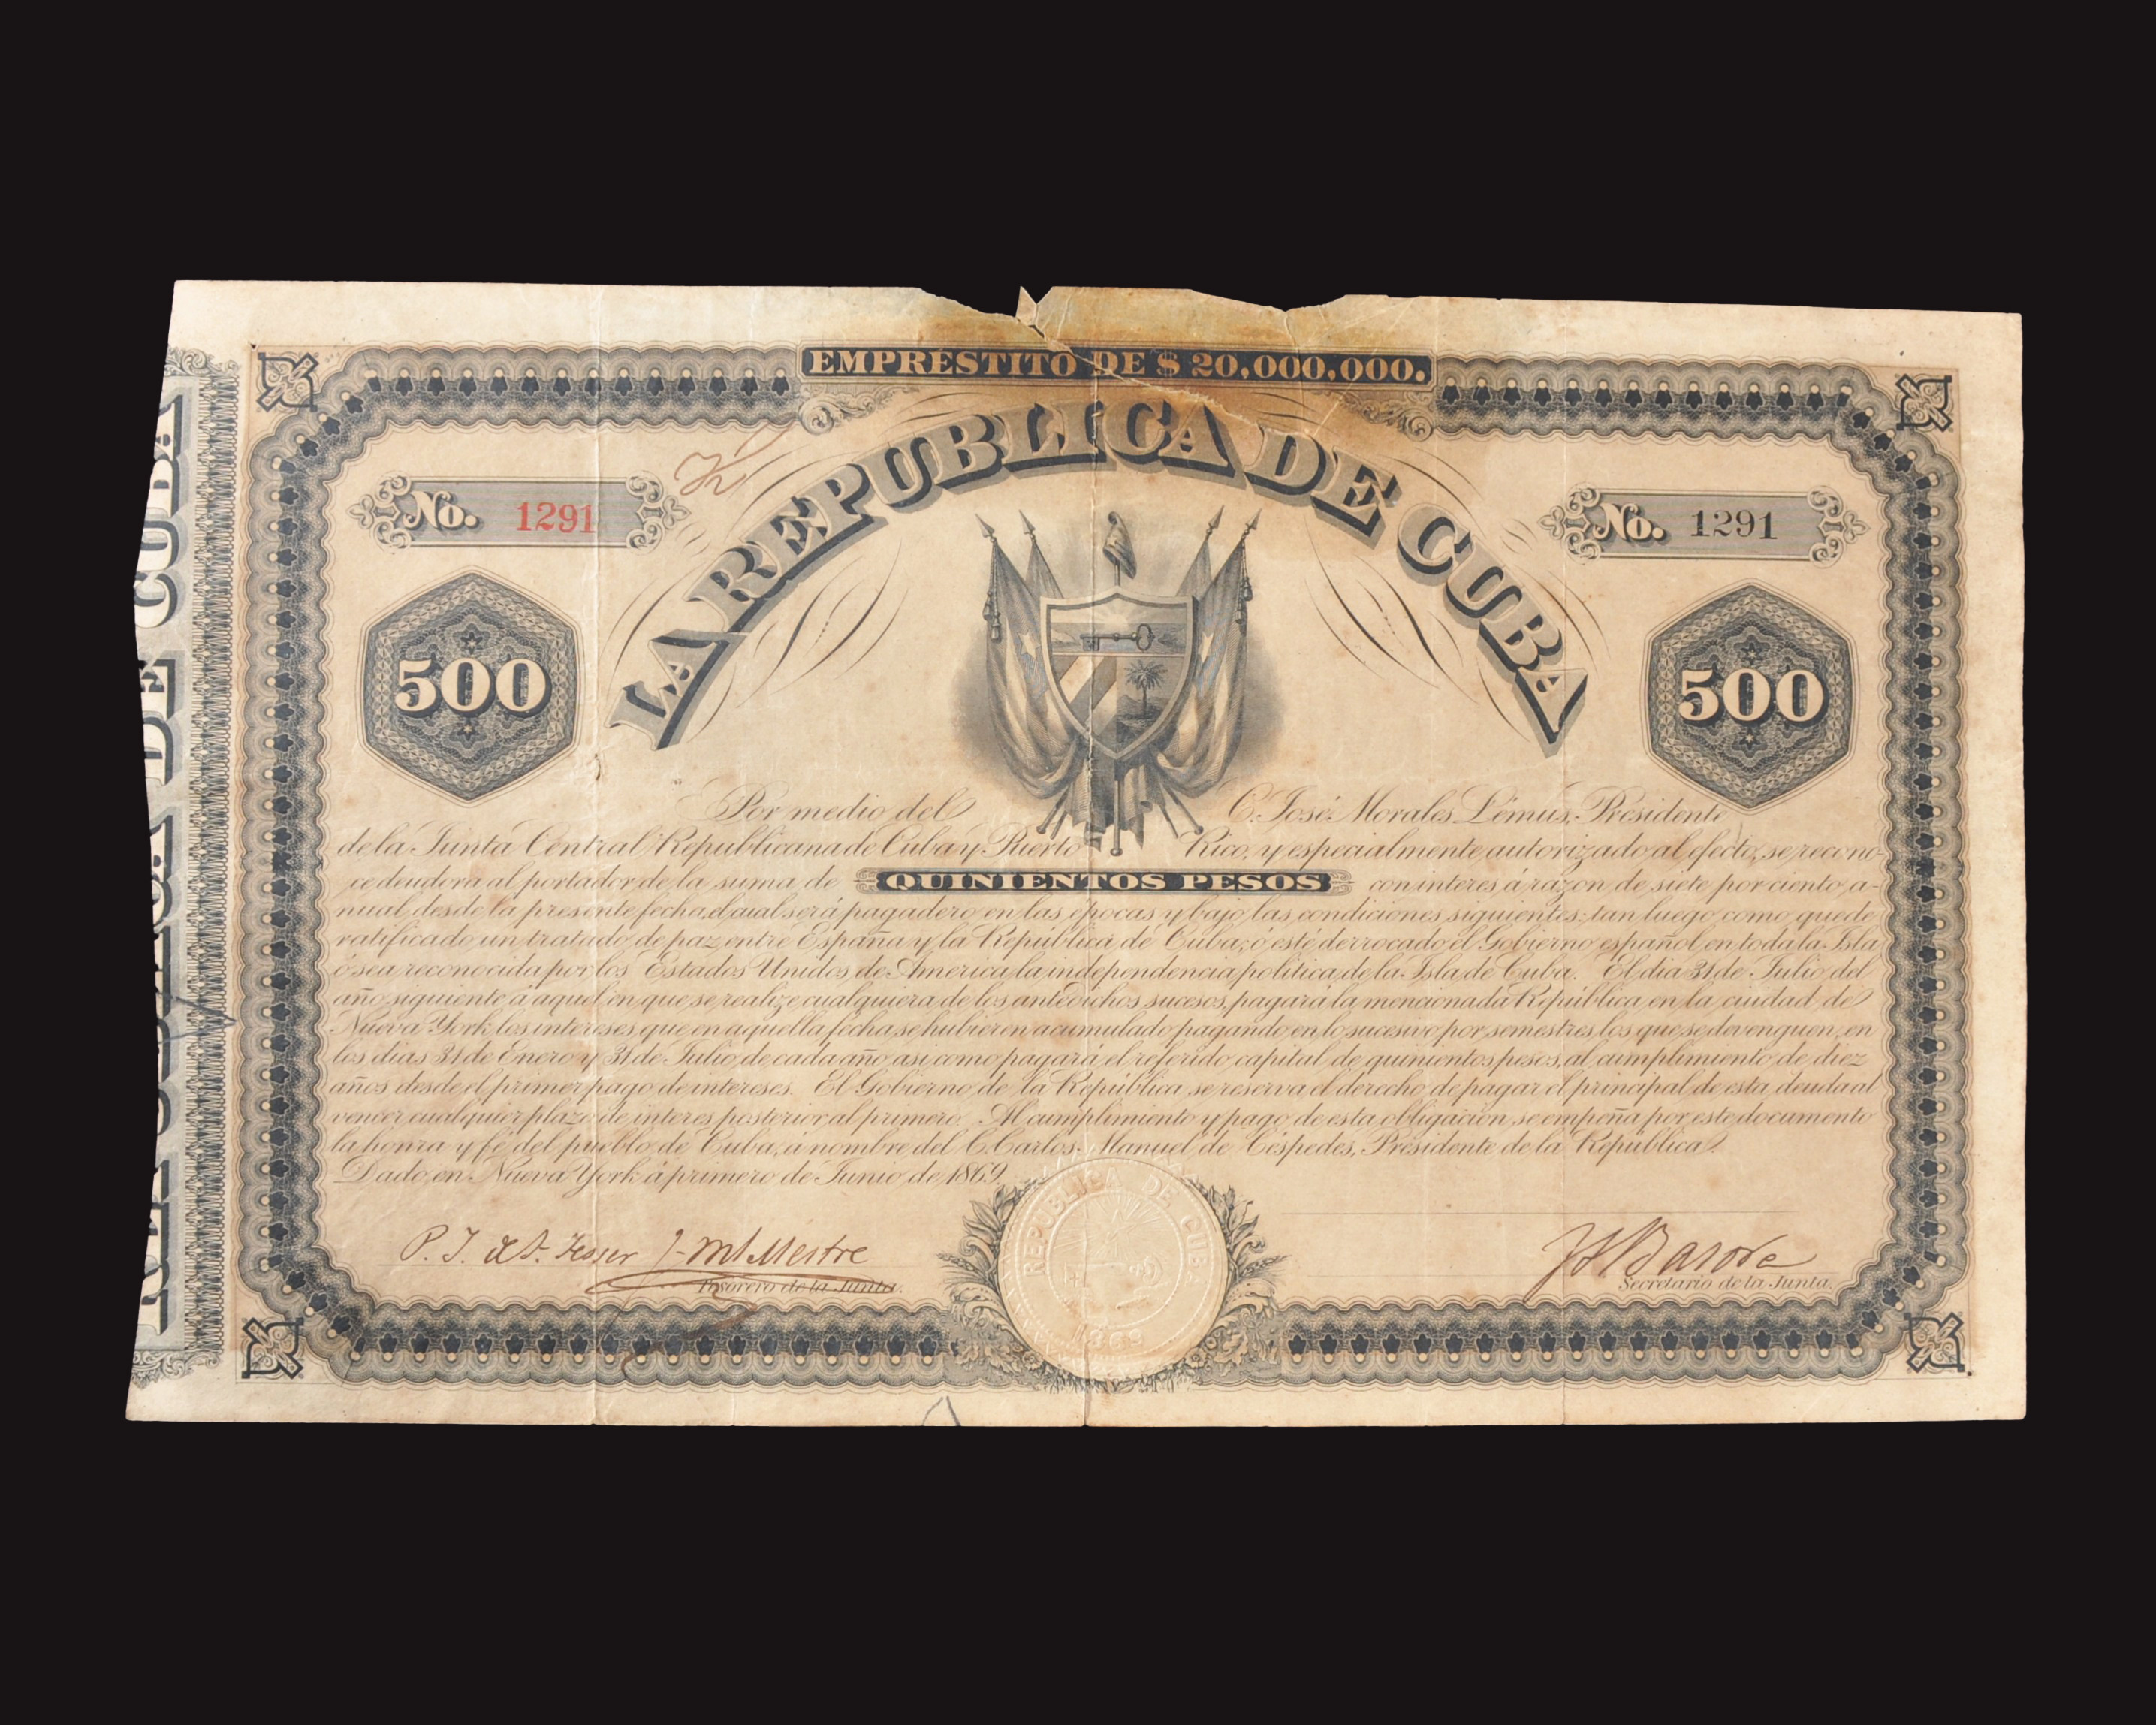 EMPRÉSTITO DE $ 20,000,000.
LA REPUBLICA DE CUBA
No. 1291
No. 1291
500
500
Por medio del C. José Morales Lémus, Presidente
de la Junta Central Republicana de Cuba y Puerto Rico, y especialmente autorizado al efecto, se recono-
ce deudora al portador de la suma de QUINIENTOS PESOS con interes á razon de siete por ciento a-
nual, desde la presente fecha, el cual será pagadero en las épocas y bajo las condiciones siguientes: tan luego como quede
ratificado un tratado de paz entre España y la República de Cuba, ó esté derrocado el Gobierno español en toda la Isla
ó sea reconocida por los Estados Unidos de America la independencia política de la Isla de Cuba. El dia 31 de Julio del
año siguiente á aquel en que se realize cualquiera de los antedichos sucesos, pagará la mencionada República en la ciudad de
Nueva York los intereses que en aquella fecha se hubieren acumulado pagando en lo sucesivo por semestres los que se devenguen, en
los dias 31 de Enero y 31 de Julio de cada año asi como pagará el referido capital de quinientos pesos, al cumplimiento de diez
años desde el primer pago de intereses. El Gobierno de la República se reserva el derecho de pagar el principal de esta deuda al
vencer cualquier plazo de interes posterior al primero. Al cumplimiento y pago de esta obligacion, se empeña por este documento
la honra y fé del pueblo de Cuba, á nombre del C. Carlos Manuel de Céspedes, Presidente de la República.
Dado en Nueva York á primero de Junio de 1869.
REPUBLICA DE CUBA
P. I. J. M. Mestre
Tesorero de la Junta.
Secretario de la Junta.
REPUBLICA DE CUBA